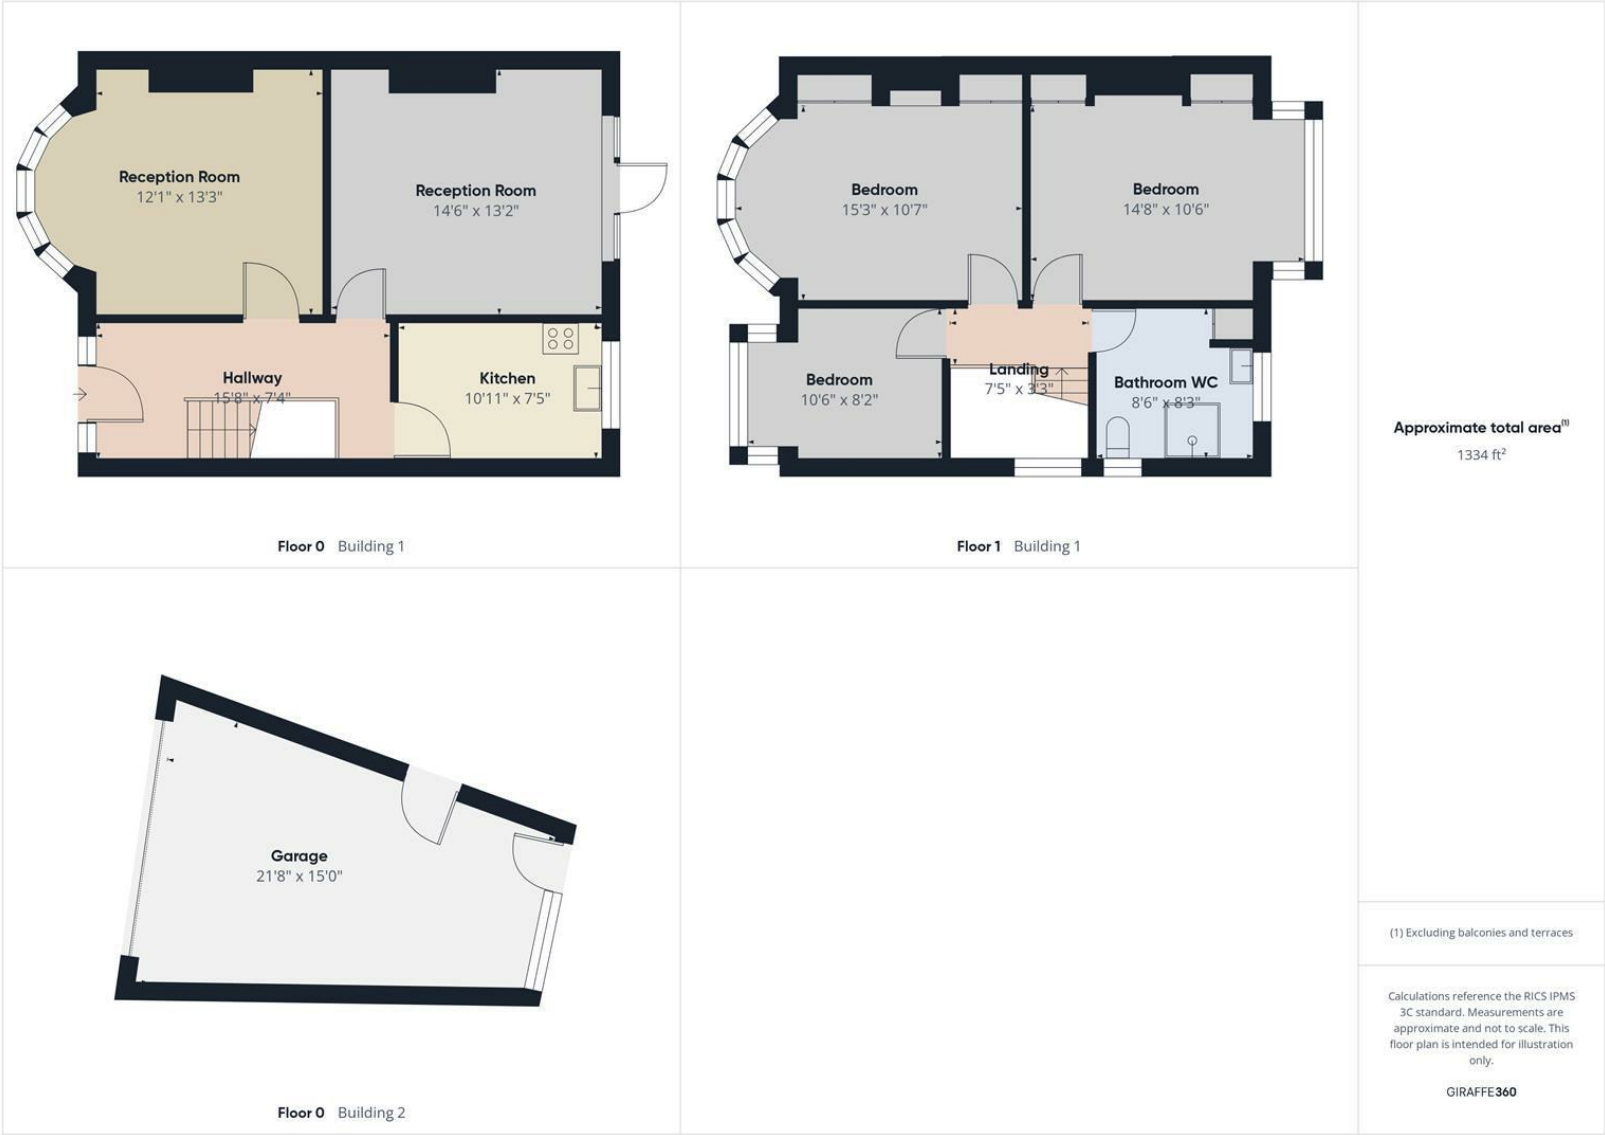 Reception Room
12'1" x 13'3"
Reception Room
14'6" x 13'2"
Hallway
15'8" x 7'4"
Kitchen
10'11" x 7'5"
Floor 0 Building 1
Bedroom
15'3" x 10'7"
Bedroom
14'8" x 10'6"
Bedroom
10'6" x 8'2"
Landing
7'5" x 3'3"
Bathroom WC
8'6" x 8'3"
Floor 1 Building 1
Garage
21'8" x 15'0"
Floor 0 Building 2
Approximate total area(1)
1334 ft²
(1) Excluding balconies and terraces
Calculations reference the RICS IPMS
3C standard. Measurements are
approximate and not to scale. This
floor plan is intended for illustration
only.
GIRAFFE360